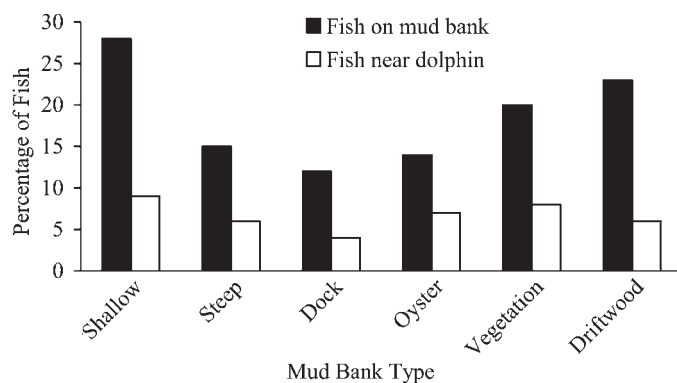 Percentage of Fish
30
25
20
15
10
5
0
Fish on mud bank
Fish near dolphin
Shallow
Steep
Dock
Oyster
Vegetation
Driftwood
Mud Bank Type